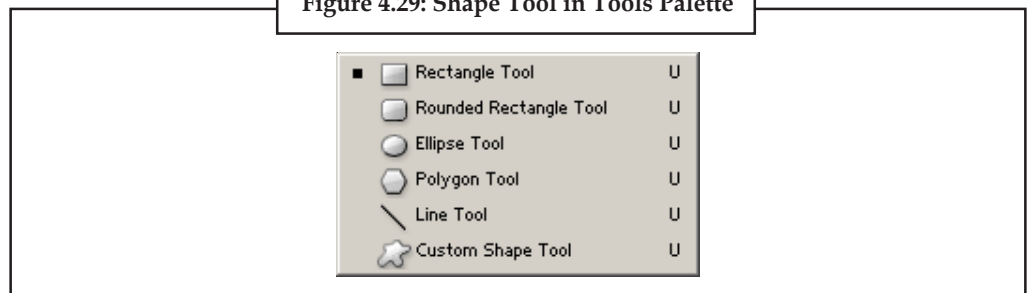 Figure 4.29: Shape Tool in Tools Palette
Rectangle Tool U
Rounded Rectangle Tool U
Ellipse Tool U
Polygon Tool U
Line Tool U
Custom Shape Tool U